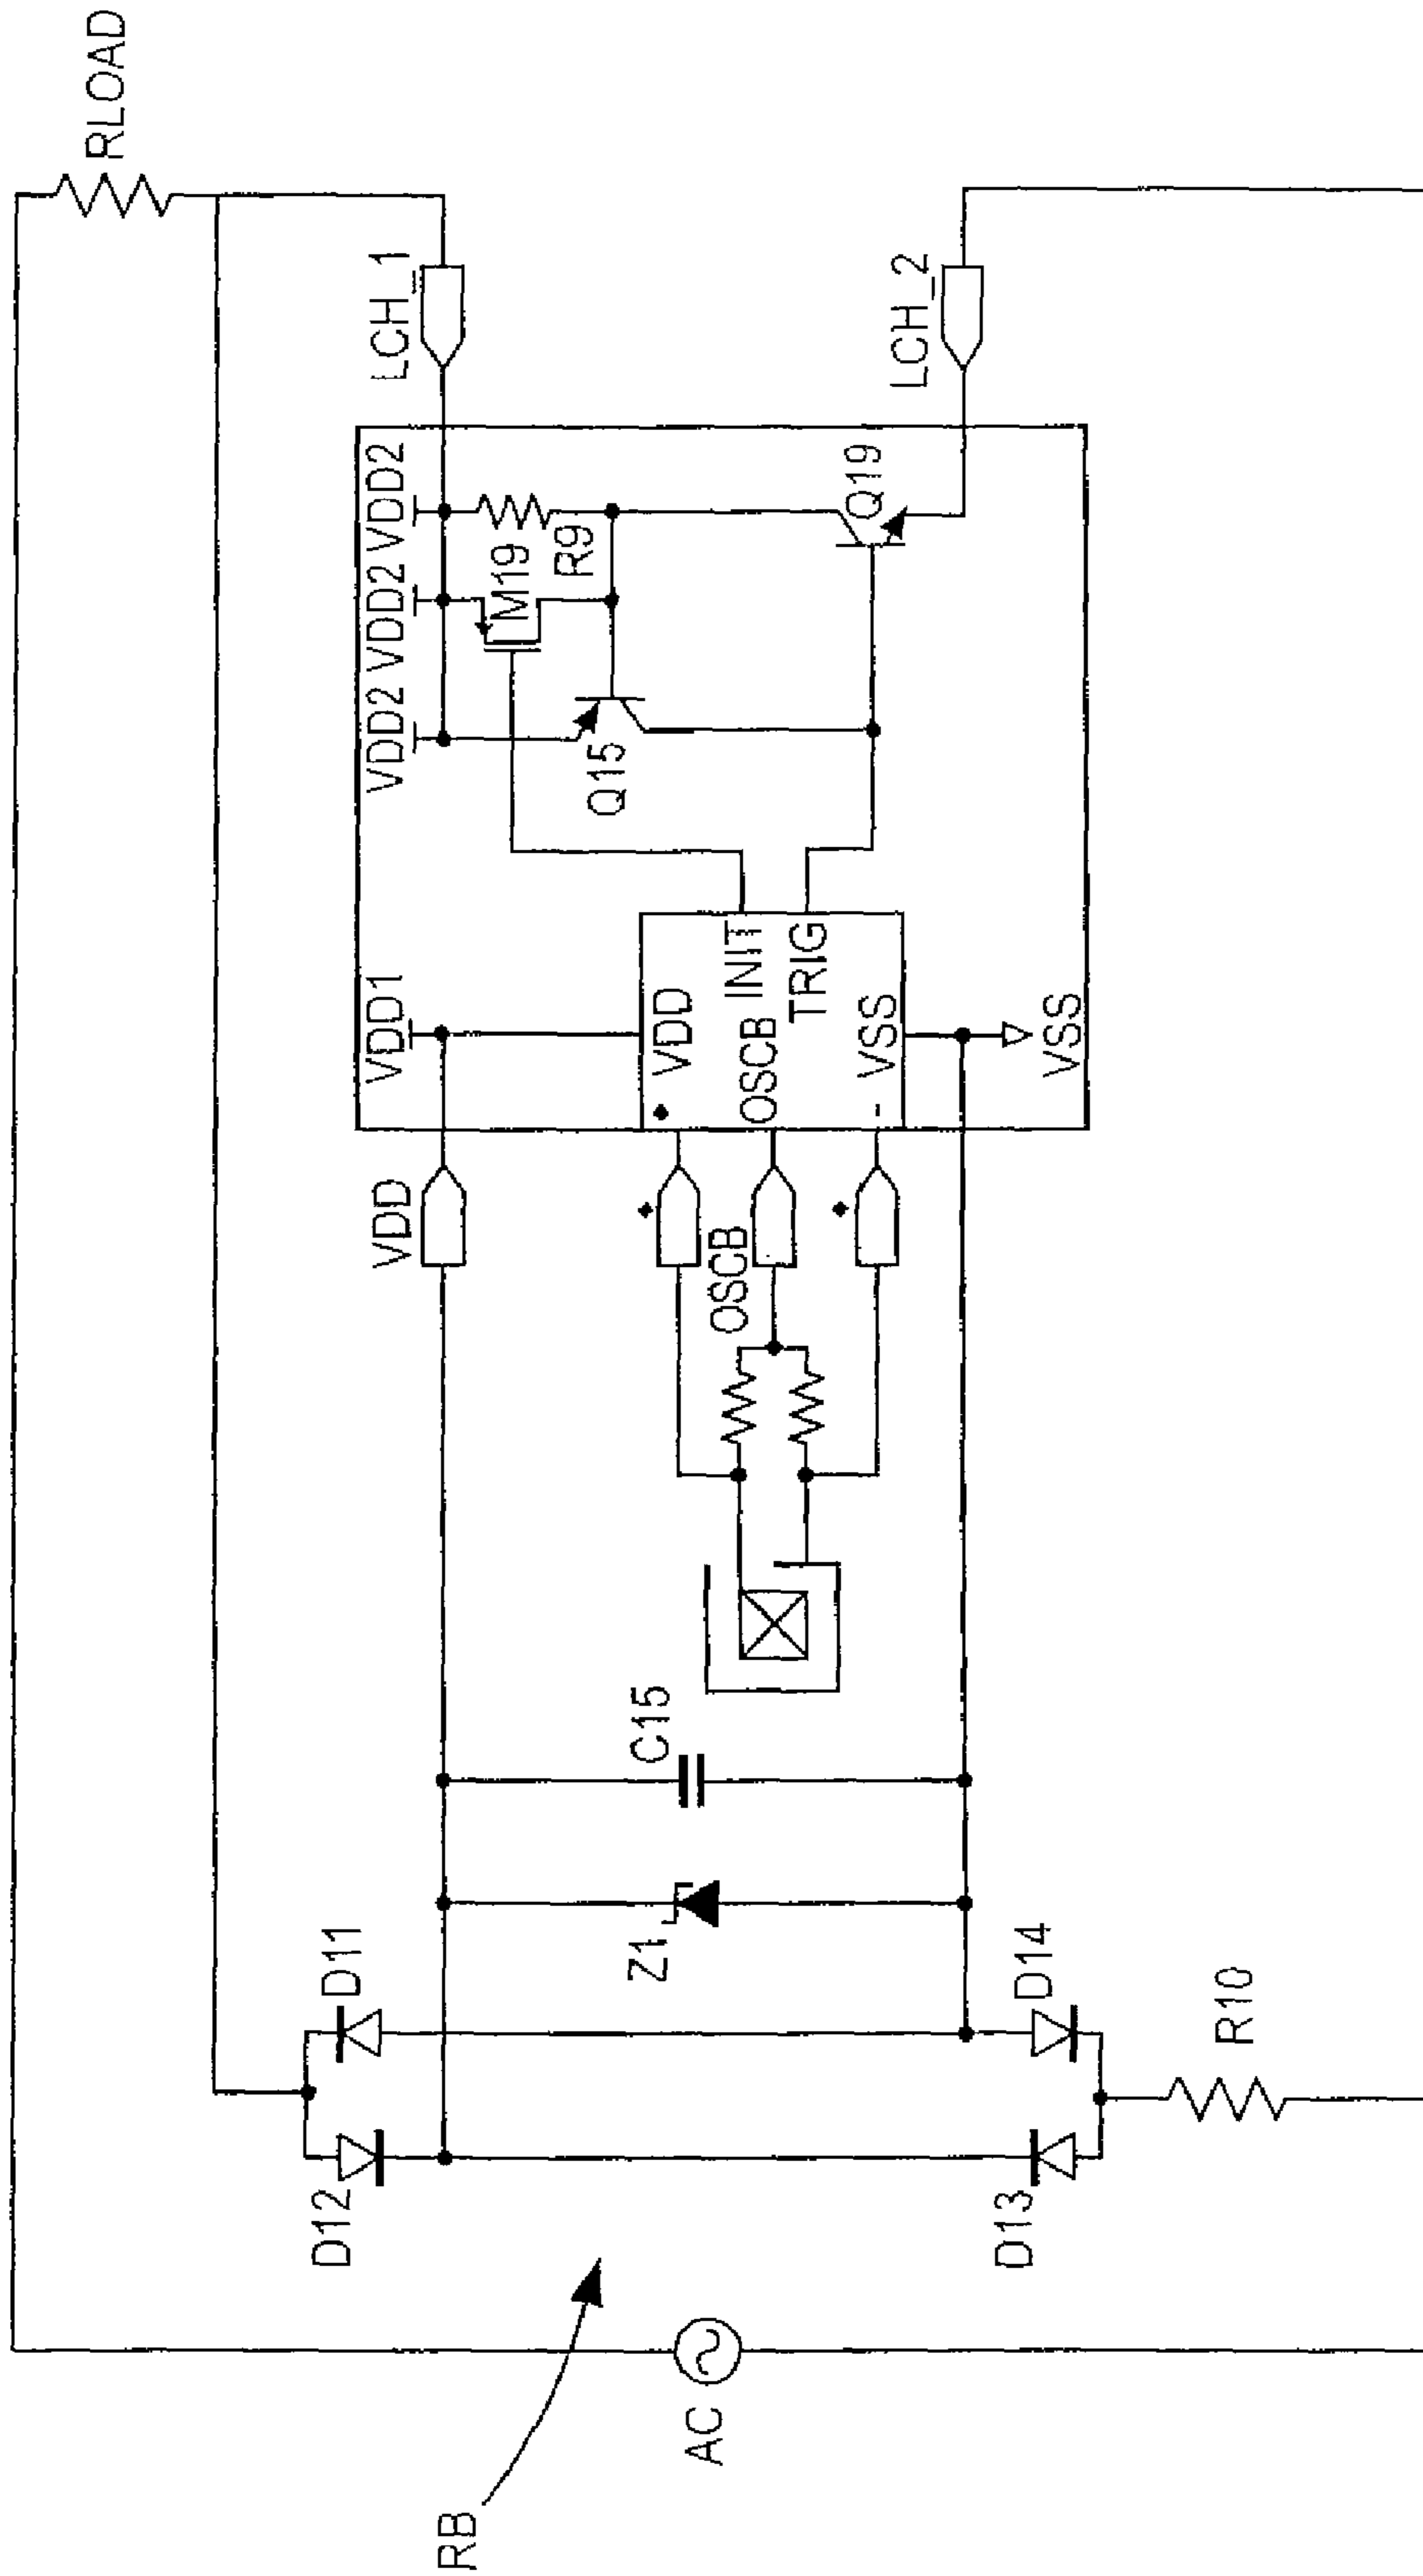 RLOAD
LCH_1
LCH_2
VDD1
VDD2
VDD2
VDD2
M19
R9
Q15
Q19
VDD
INIT
OSCB
TRIG
VSS
-
VSS
VDD
OSCB
C15
Z1
D11
D12
D14
D13
R10
AC
RB